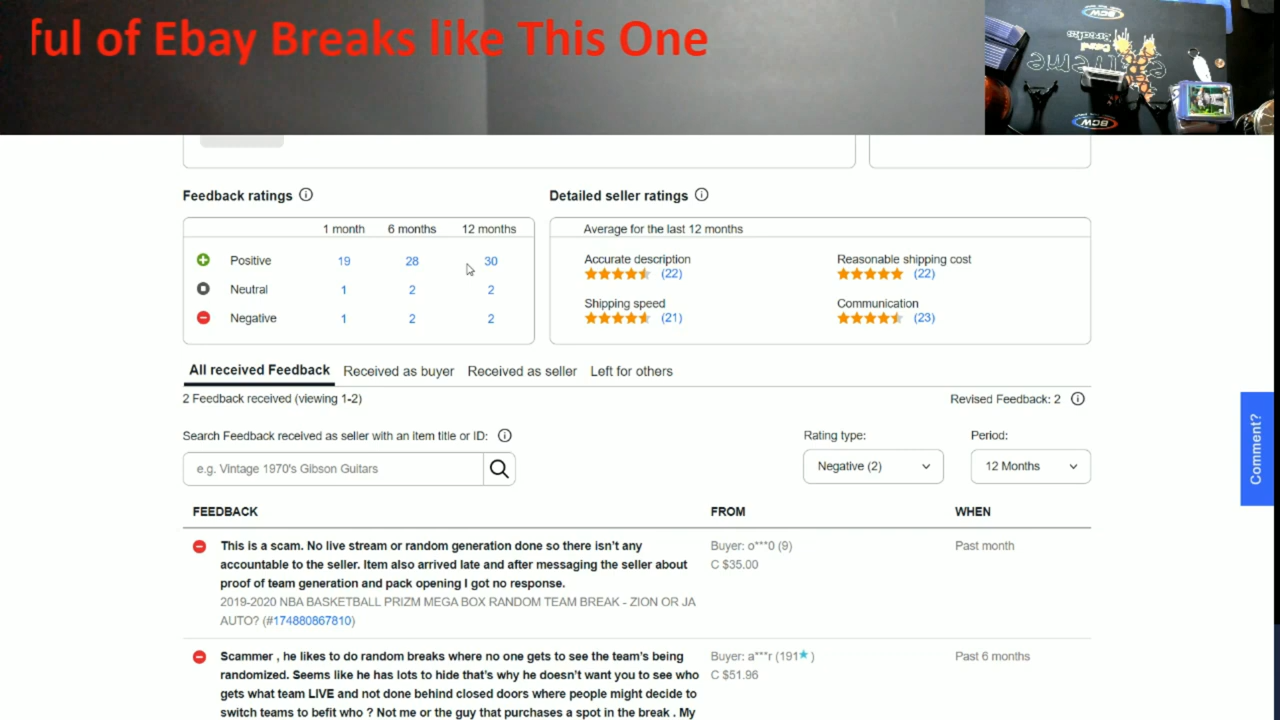 ful of Ebay Breaks like This One
BCW
BCW
Feedback ratings
Detailed seller ratings
1 month 6 months 12 months
Average for the last 12 months
Positive 19 28 30
Accurate description (22)
Reasonable shipping cost (22)
Neutral 1 2 2
Shipping speed (21)
Communication (23)
Negative 1 2 2
All received Feedback Received as buyer Received as seller Left for others
2 Feedback received (viewing 1-2)
Revised Feedback: 2
Search Feedback received as seller with an item title or ID:
Rating type:
Period:
e.g. Vintage 1970's Gibson Guitars
Negative (2)
12 Months
Comment?
FEEDBACK FROM WHEN
This is a scam. No live stream or random generation done so there isn't any
accountable to the seller. Item also arrived late and after messaging the seller about
proof of team generation and pack opening I got no response.
2019-2020 NBA BASKETBALL PRIZM MEGA BOX RANDOM TEAM BREAK - ZION OR JA
AUTO? (#174880867810)
Buyer: o***0 (9)
C $35.00
Past month
Scammer , he likes to do random breaks where no one gets to see the team's being
randomized. Seems like he has lots to hide that's why he doesn't want you to see who
gets what team LIVE and not done behind closed doors where people might decide to
switch teams to befit who ? Not me or the guy that purchases a spot in the break . My
Buyer: a***r (191)
C $51.96
Past 6 months